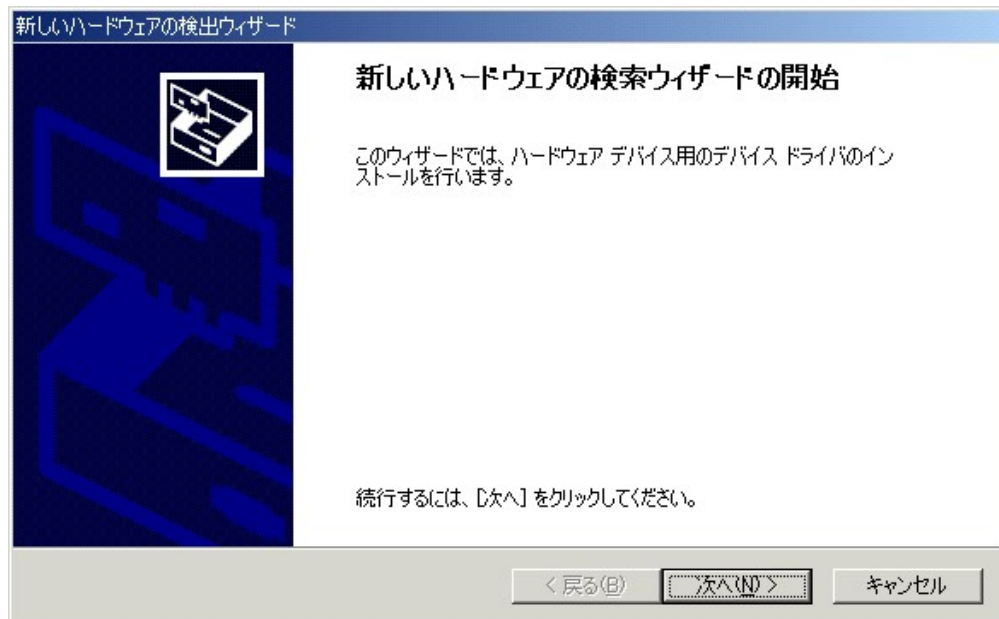 新しいハードウェアの検出ウィザード
新しいハードウェアの検索ウィザードの開始
このウィザードでは、ハードウェア デバイス用のデバイス ドライバのイン
ストールを行います。
続行するには、[次へ] をクリックしてください。
< 戻る(B)
次へ(N) >
キャンセル